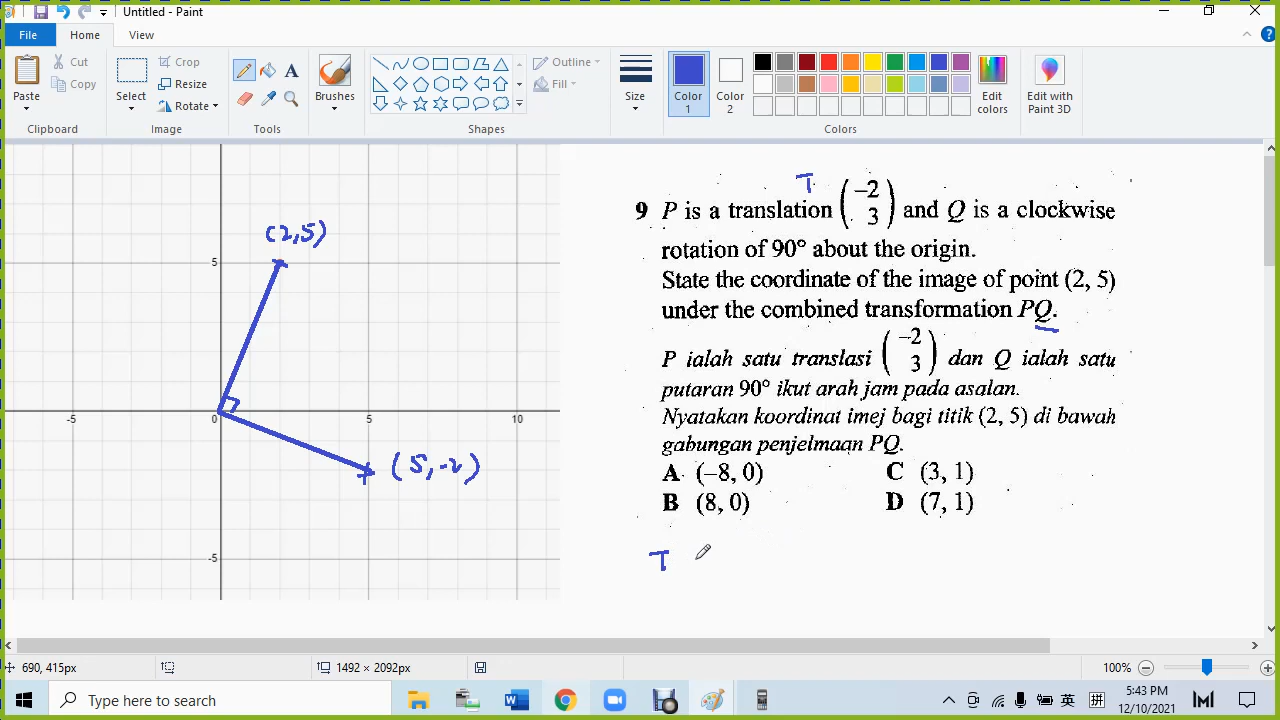 Untitled - Paint
File Home View
Paste
Cut
Copy
Clipboard
Select
Crop
Resize
Rotate
Image
A
Tools
Brushes
Outline
Fill
Shapes
Size
Color 1
Color 2
Edit colors
Edit with Paint 3D
Colors
(2,5)
5
-5 0 5 10
(5,-2)
-5
T
9 P is a translation (−2 3) and Q is a clockwise
rotation of 90° about the origin.
State the coordinate of the image of point (2, 5)
under the combined transformation PQ.
P ialah satu translasi (−2 3) dan Q ialah satu
putaran 90° ikut arah jam pada asalan.
Nyatakan koordinat imej bagi titik (2, 5) di bawah
gabungan penjelmaan PQ.
A (–8, 0) C (3, 1)
B (8, 0) D (7, 1)
T
690, 415px
1492 × 2092px
100%
Type here to search
英
拼
5:43 PM
12/10/2021